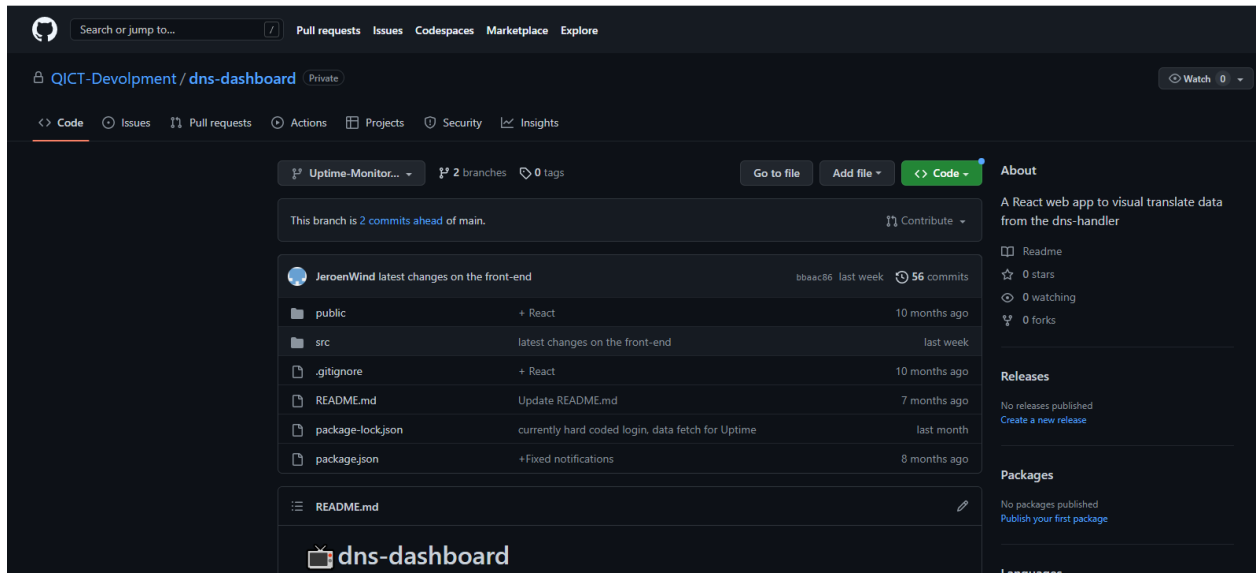 Search or jump to... / Pull requests Issues Codespaces Marketplace Explore
QICT-Devolpment / dns-dashboard Private
Watch 0
<> Code Issues Pull requests Actions Projects Security Insights
Uptime-Monitor... 2 branches 0 tags Go to file Add file <> Code
This branch is 2 commits ahead of main. Contribute
JeroenWind latest changes on the front-end bbaac86 last week 56 commits
public + React 10 months ago
src latest changes on the front-end last week
.gitignore + React 10 months ago
README.md Update README.md 7 months ago
package-lock.json currently hard coded login, data fetch for Uptime last month
package.json +Fixed notifications 8 months ago
README.md
dns-dashboard
About
A React web app to visual translate data
from the dns-handler
Readme
0 stars
0 watching
0 forks
Releases
No releases published
Create a new release
Packages
No packages published
Publish your first package
Languages